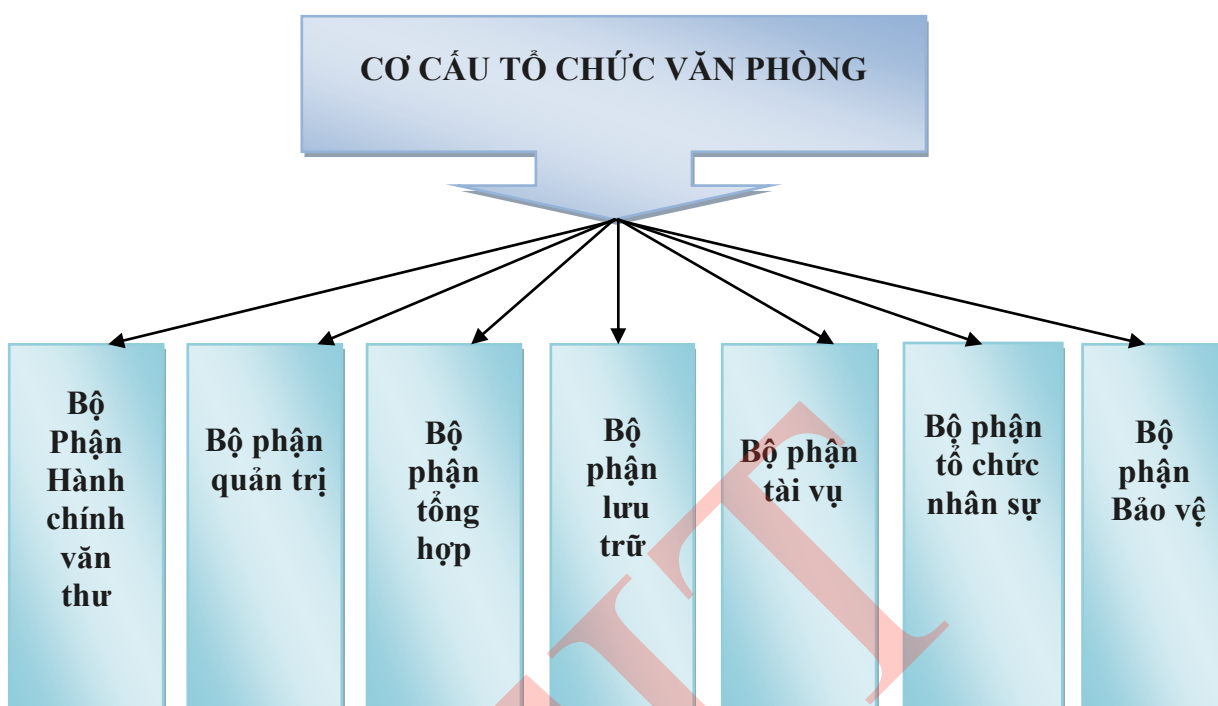 CƠ CẤU TỔ CHỨC VĂN PHÒNG
Bộ
Phận
Hành
chính
văn
thư
Bộ phận
quản trị
Bộ
phận
tổng
hợp
Bộ
phận
lưu
trữ
Bộ phận
tài vụ
Bộ phận
tổ chức
nhân sự
Bộ
phận
Bảo vệ